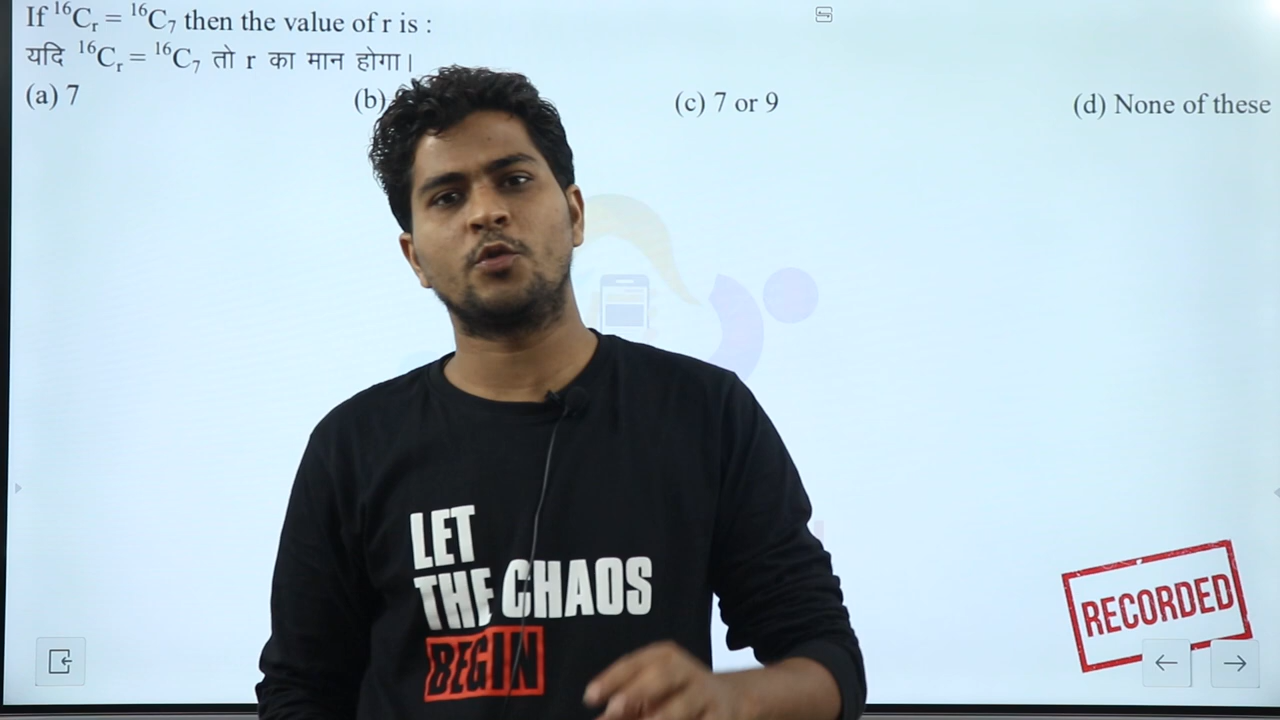 If ¹⁶Cᵣ = ¹⁶C₇ then the value of r is :
यदि ¹⁶Cᵣ = ¹⁶C₇ तो r का मान होगा।
(a) 7 (b) (c) 7 or 9 (d) None of these
LET
THE CHAOS
BEGIN
RECORDED